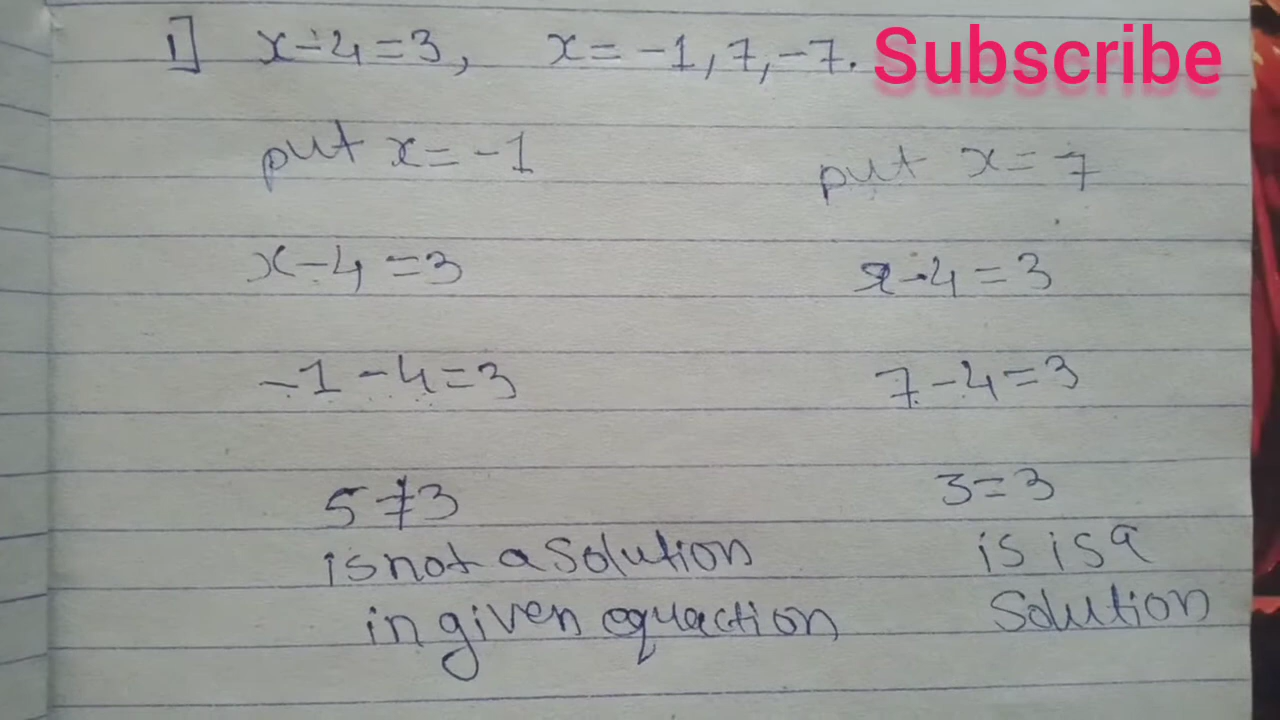 1] x-4=3, x=-1,7,-7. Subscribe
put x=-1 put x=7
x-4=3 x-4=3
-1-4=3 7-4=3
5≠3 3=3
is not a solution is is a
in given equaction Solution